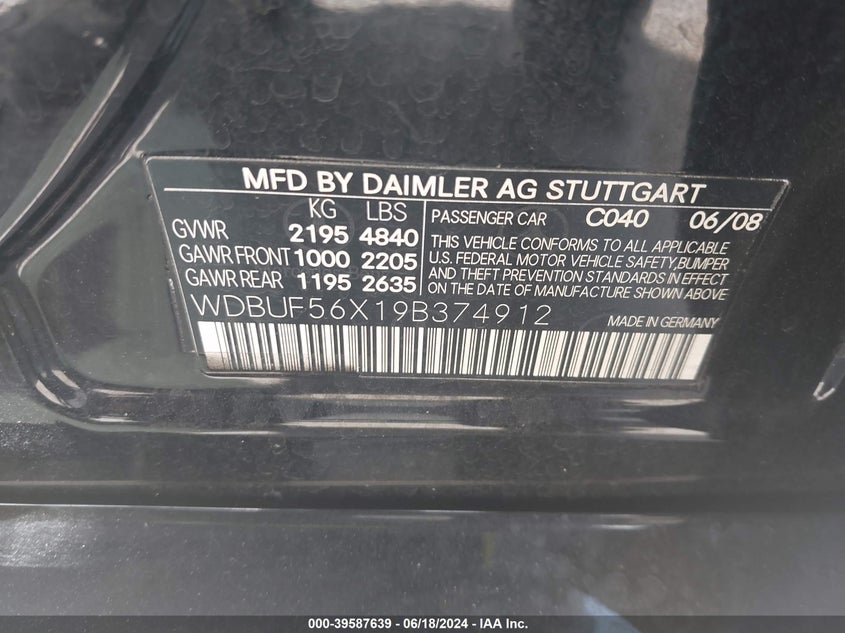 MFD BY DAIMLER AG STUTTGART
KG LBS
GVWR 2195 4840
GAWR FRONT 1000 2205
GAWR REAR 1195 2635
PASSENGER CAR C040 06/08
THIS VEHICLE CONFORMS TO ALL APPLICABLE
U.S. FEDERAL MOTOR VEHICLE SAFETY,BUMPER
AND THEFT PREVENTION STANDARDS IN EFFECT
ON THE DATE OF MANUFACTURE SHOWN ABOVE
WDBUF56X19B374912 MADE IN GERMANY
000-39587639 - 06/18/2024 - IAA Inc.